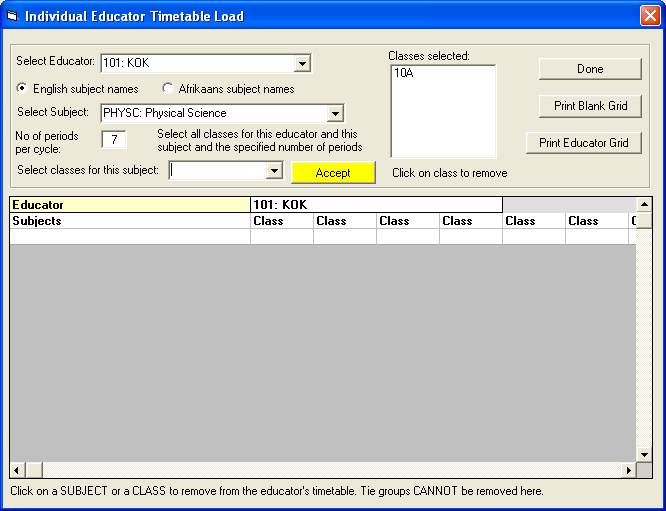 Individual Educator Timetable Load
Select Educator: 101: KOK
English subject names Afrikaans subject names
Select Subject: PHYSC: Physical Science
No of periods
per cycle: 7
Select all classes for this educator and this
subject and the specified number of periods
Select classes for this subject: Accept
Classes selected:
10A
Click on class to remove
Done
Print Blank Grid
Print Educator Grid
Educator 101: KOK
Subjects Class Class Class Class Class Class C
Click on a SUBJECT or a CLASS to remove from the educator's timetable. Tie groups CANNOT be removed here.